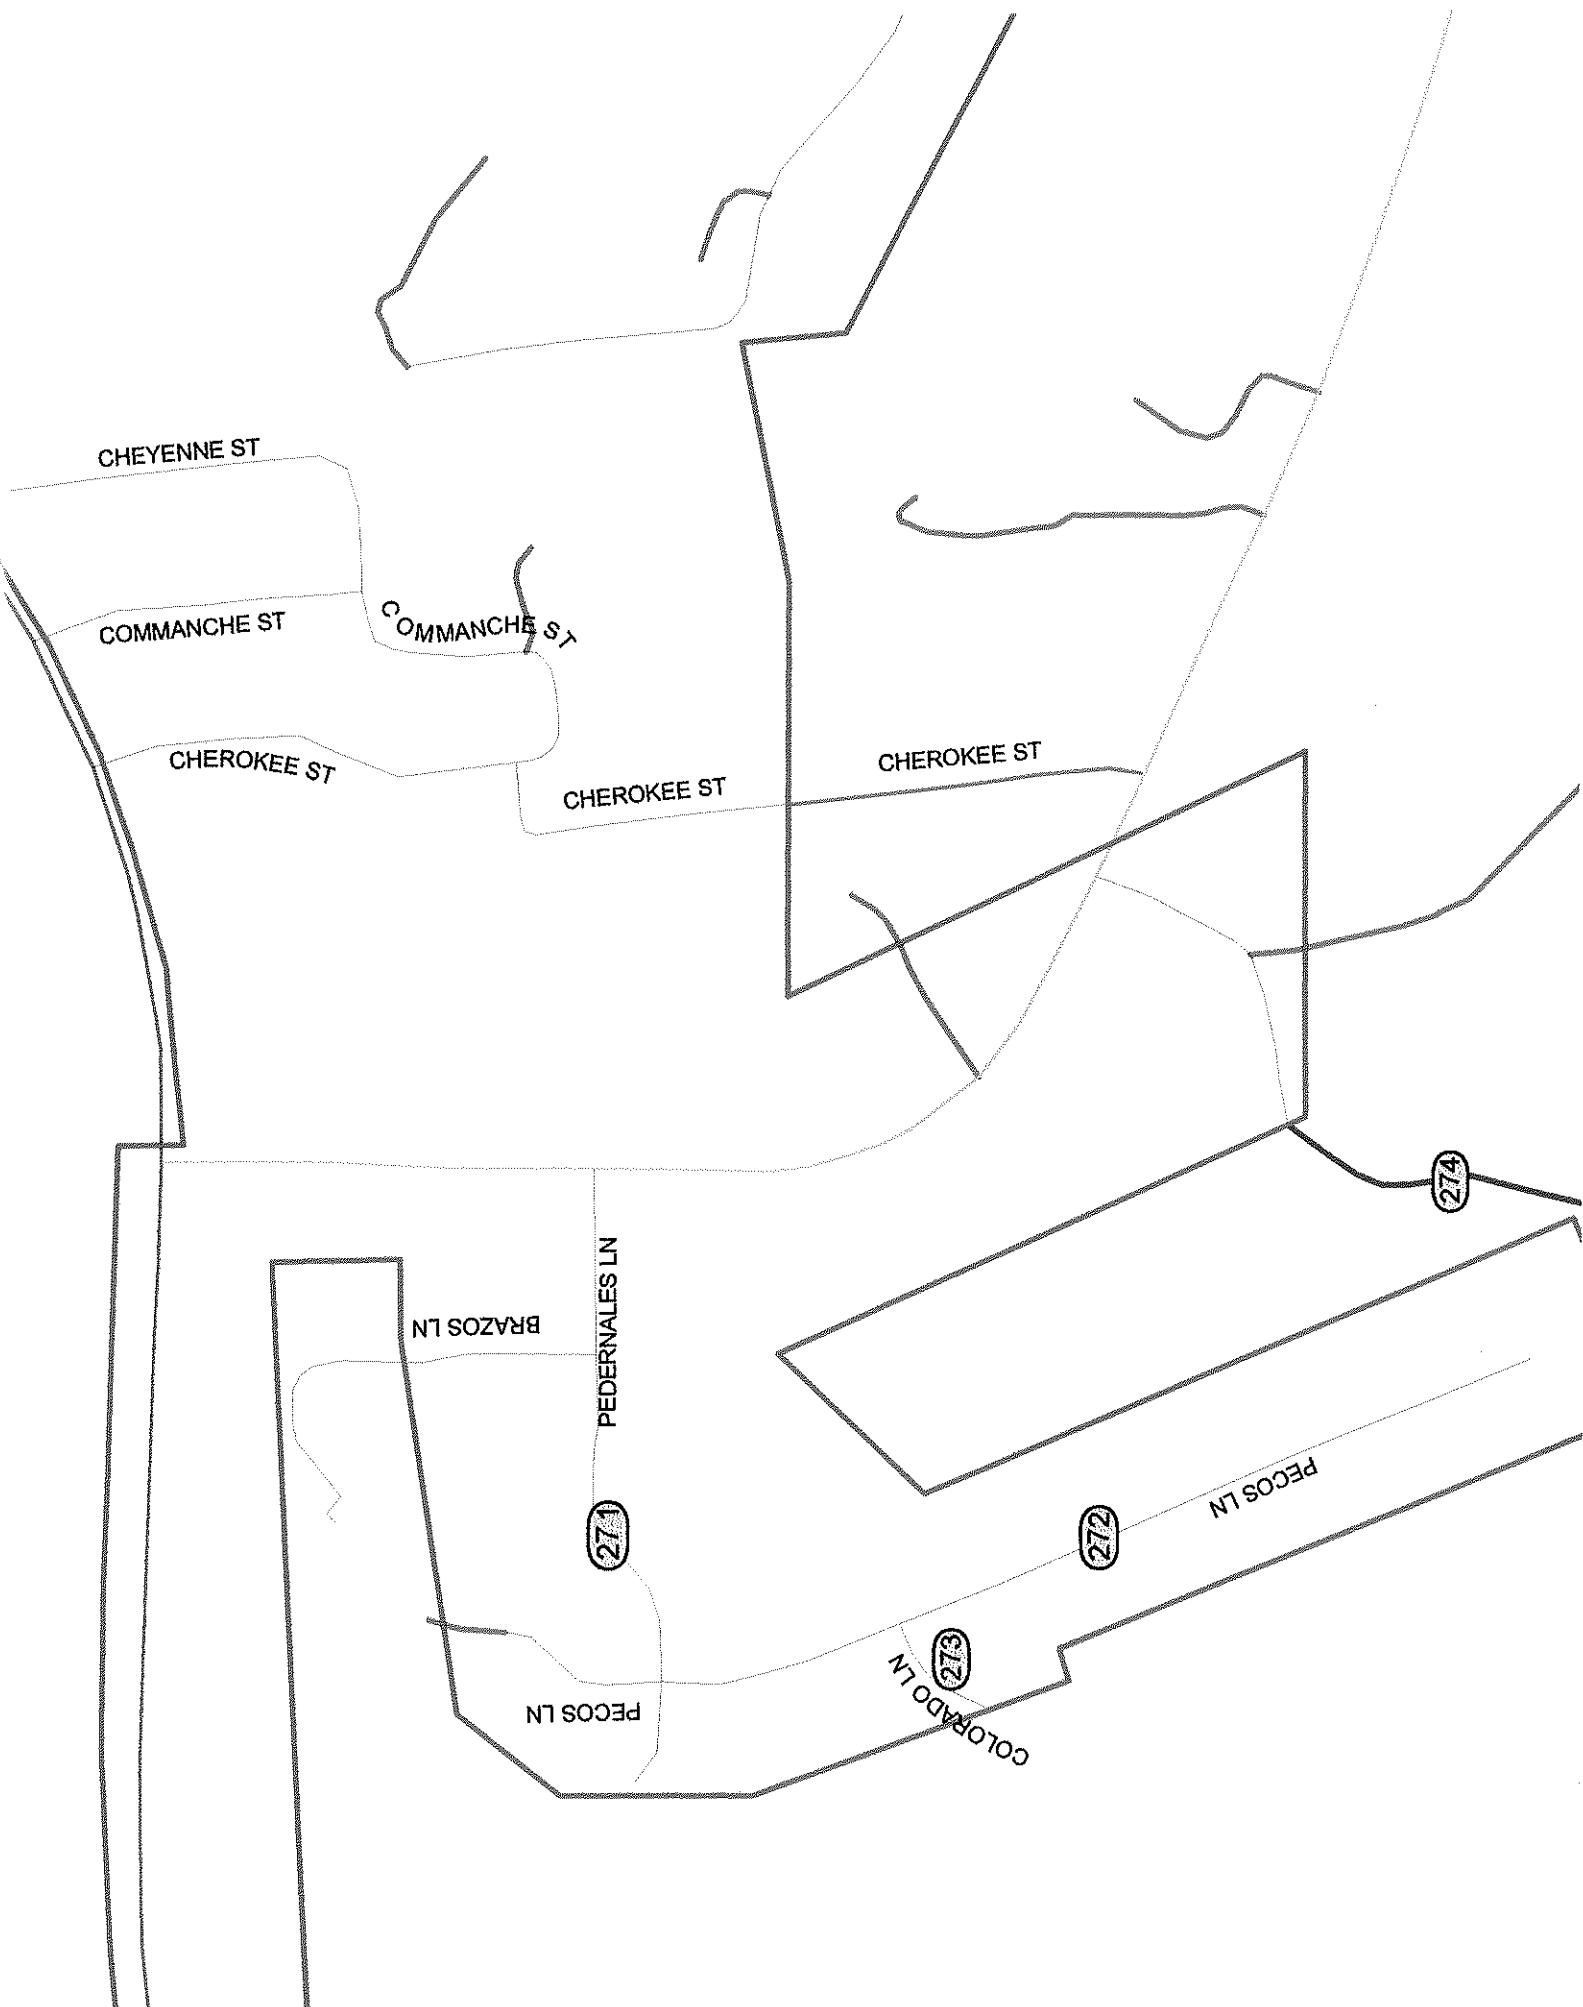 CHEYENNE ST
COMMANCHE ST
COMMANCHE ST
CHEROKEE ST
CHEROKEE ST
CHEROKEE ST
274
BRAZOS LN
PEDERNALES LN
271
272
PECOS LN
273
COLORADO LN
PECOS LN